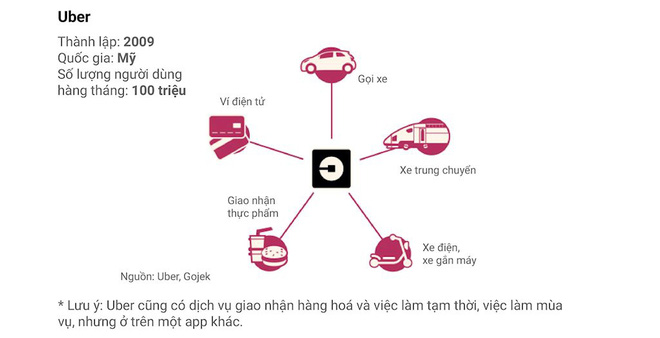 Uber
Thành lập: 2009
Quốc gia: Mỹ
Số lượng người dùng
hàng tháng: 100 triệu
Gọi xe
Ví điện tử
Xe trung chuyển
Giao nhận
thực phẩm
Xe điện,
xe gắn máy
Nguồn: Uber, Gojek
* Lưu ý: Uber cũng có dịch vụ giao nhận hàng hoá và việc làm tạm thời, việc làm mùa
vụ, nhưng ở trên một app khác.